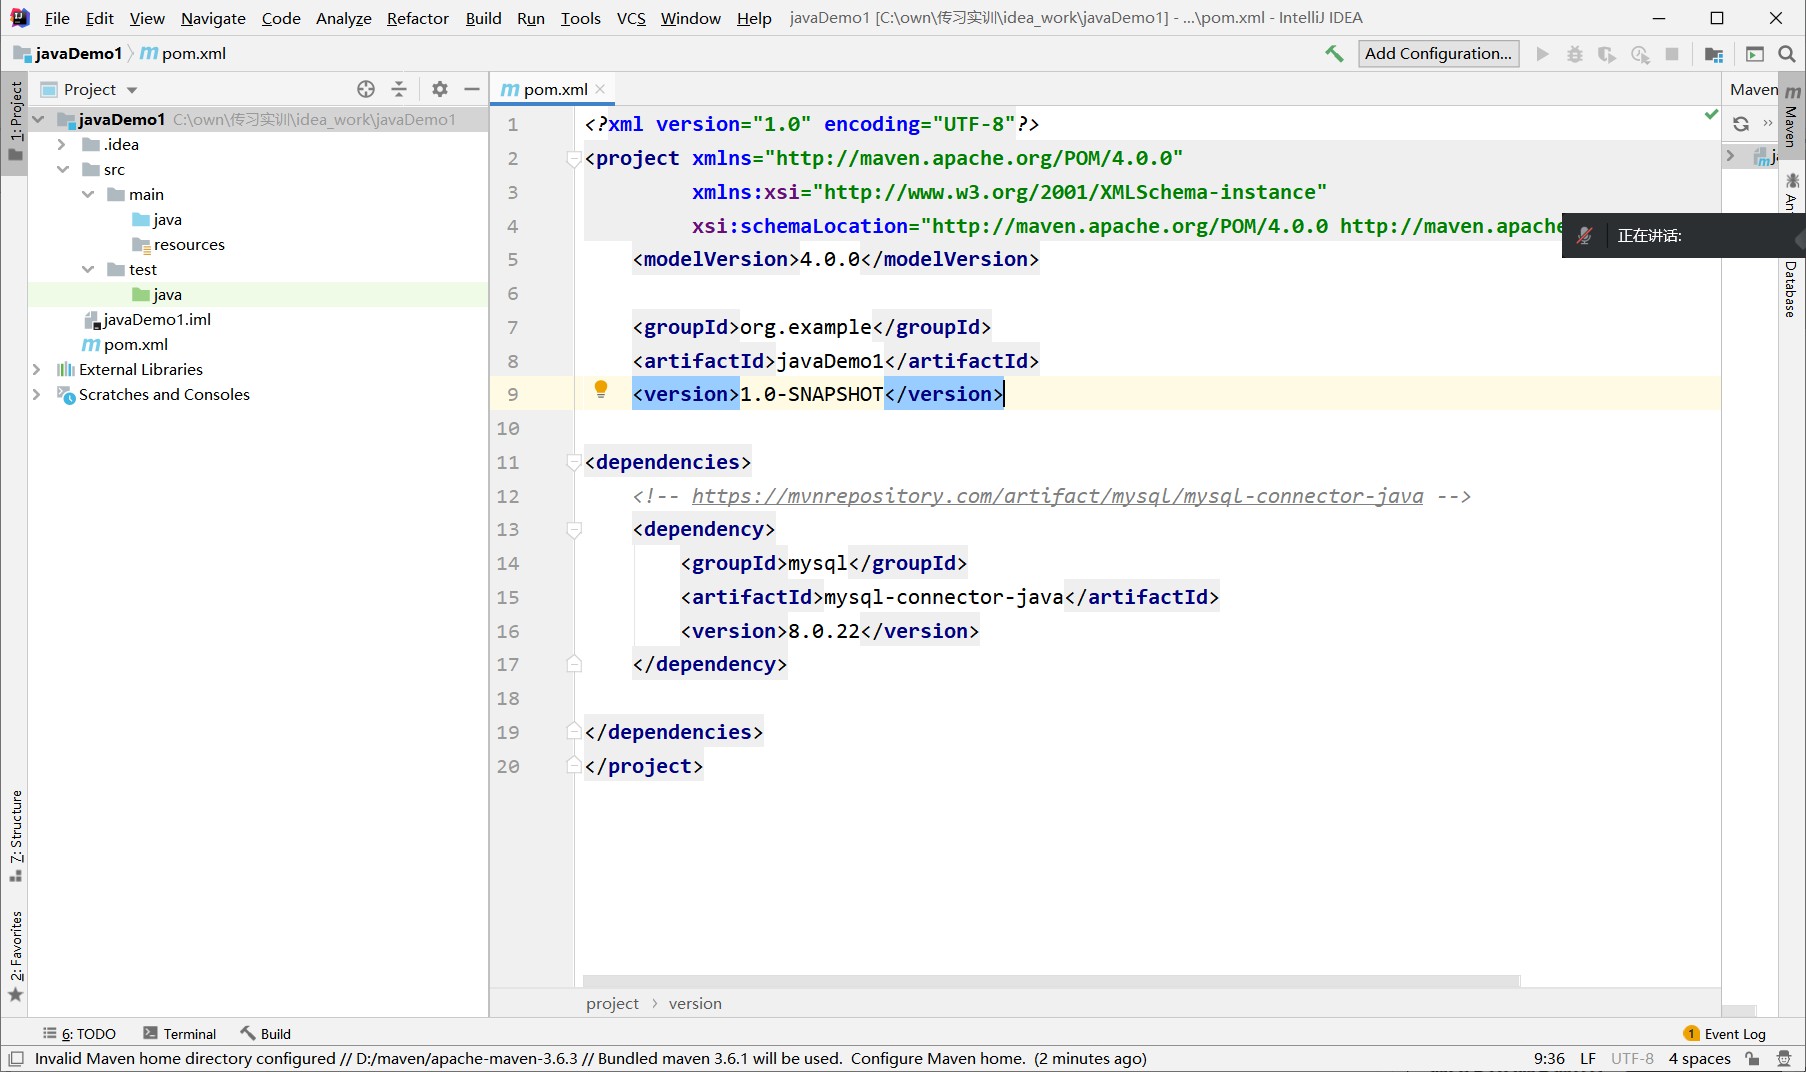 File Edit View Navigate Code Analyze Refactor Build Run Tools VCS Window Help javaDemo1 [C:\own\传习实训\idea_work\javaDemo1] - ...\pom.xml - IntelliJ IDEA
javaDemo1 pom.xml Add Configuration...
1: Project
Project
pom.xml
Maven
javaDemo1 C:\own\传习实训\idea_work\javaDemo1
.idea
src
main
java
resources
test
java
javaDemo1.iml
pom.xml
External Libraries
Scratches and Consoles
1 <?xml version="1.0" encoding="UTF-8"?>
2 <project xmlns="http://maven.apache.org/POM/4.0.0"
3 xmlns:xsi="http://www.w3.org/2001/XMLSchema-instance"
4 xsi:schemaLocation="http://maven.apache.org/POM/4.0.0 http://maven.apache
5 <modelVersion>4.0.0</modelVersion>
6
7 <groupId>org.example</groupId>
8 <artifactId>javaDemo1</artifactId>
9 <version>1.0-SNAPSHOT</version>
10
11 <dependencies>
12 <!-- https://mvnrepository.com/artifact/mysql/mysql-connector-java -->
13 <dependency>
14 <groupId>mysql</groupId>
15 <artifactId>mysql-connector-java</artifactId>
16 <version>8.0.22</version>
17 </dependency>
18
19 </dependencies>
20 </project>
正在讲话:
Maven
An
Database
7: Structure
2: Favorites
project › version
6: TODO Terminal Build 1 Event Log
Invalid Maven home directory configured // D:/maven/apache-maven-3.6.3 // Bundled maven 3.6.1 will be used. Configure Maven home. (2 minutes ago) 9:36 LF UTF-8 4 spaces